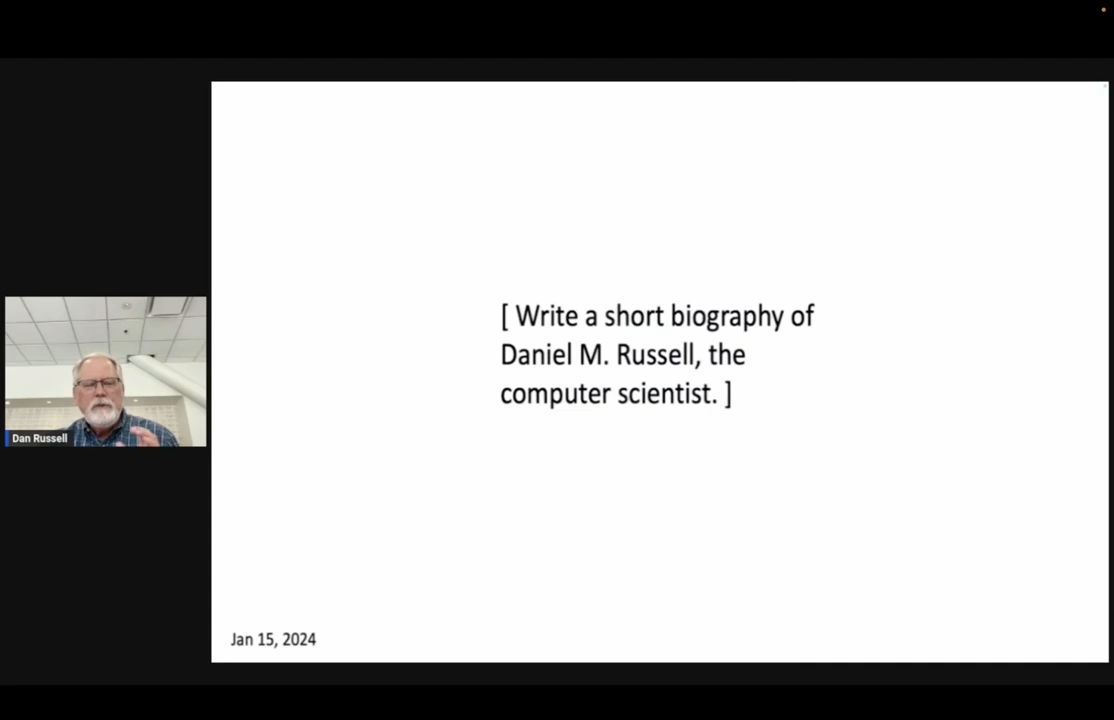 [ Write a short biography of
Daniel M. Russell, the
computer scientist. ]
Dan Russell
Jan 15, 2024